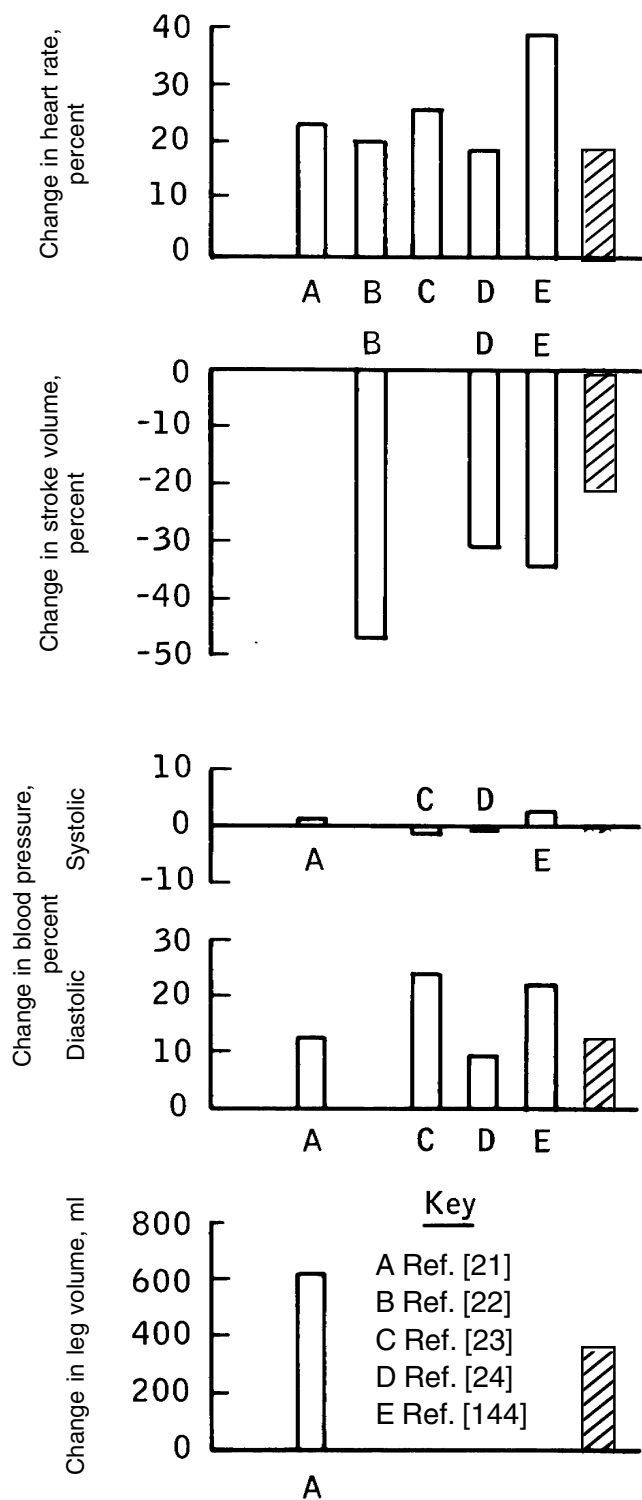 Change in heart rate,
percent
40
30
20
10
0
A B C D E
B D E
Change in stroke volume,
percent
0
-10
-20
-30
-40
-50
Change in blood pressure,
percent
Systolic
10
0
-10
C D
A E
Diastolic
30
20
10
0
A C D E
Change in leg volume, ml
800
600
400
200
0
A
Key
A Ref. [21]
B Ref. [22]
C Ref. [23]
D Ref. [24]
E Ref. [144]